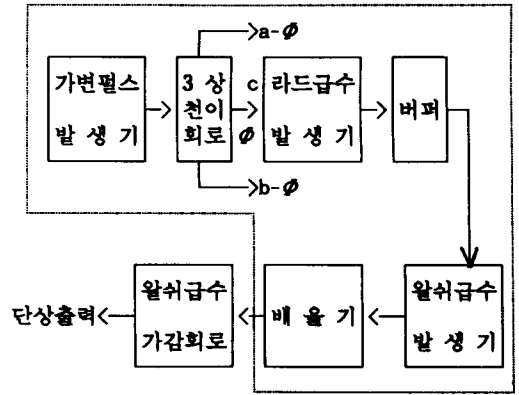 a-Φ
가변펄스
발 생 기
3 상
천이
회로
c
Φ
라드급수
발 생 기
버퍼
b-Φ
왈쉬급수
가감회로
단상출력
배 율 기
왈쉬급수
발 생 기